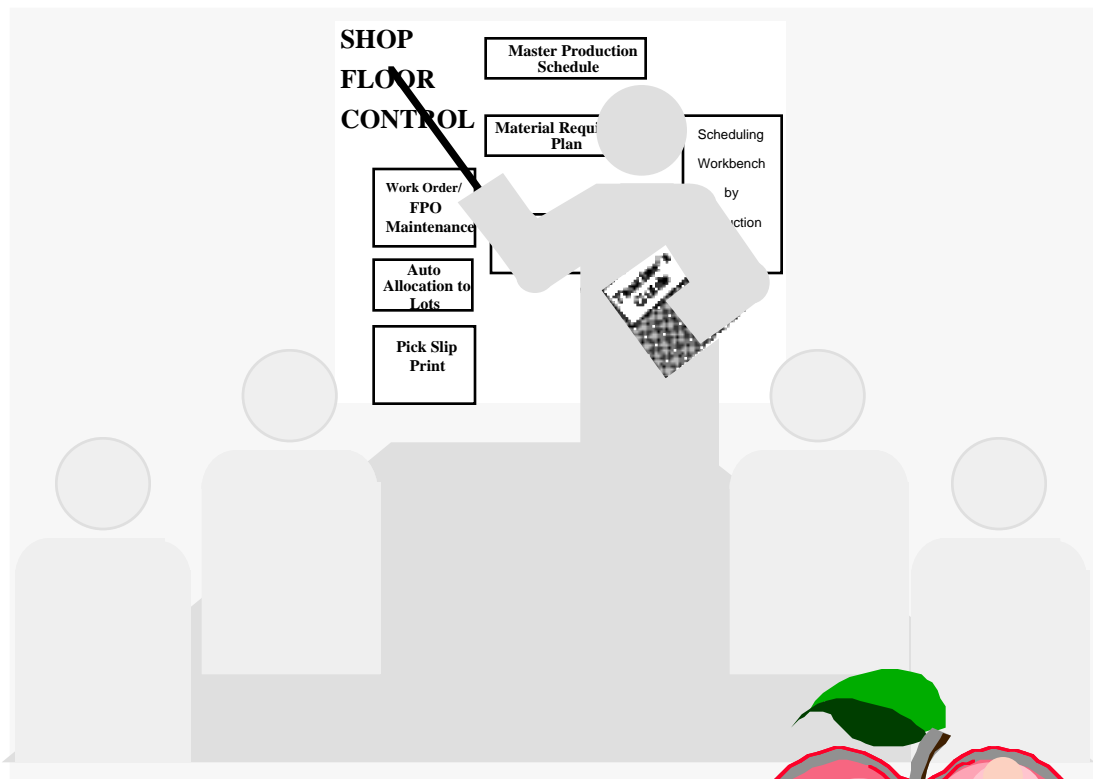 SHOP
FLOOR
CONTROL
Master Production
Schedule
Material Requi
Plan
Scheduling
Workbench
by
uction
Work Order/
FPO
Maintenance
Auto
Allocation to
Lots
Pick Slip
Print